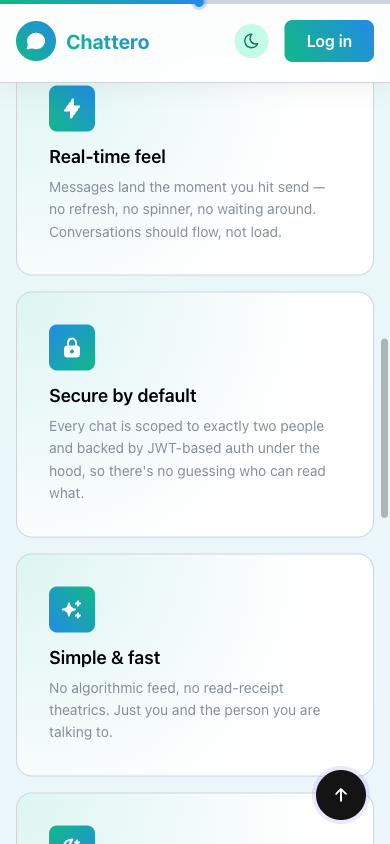 Chattero
Log in
Real-time feel
Messages land the moment you hit send —
no refresh, no spinner, no waiting around.
Conversations should flow, not load.
Secure by default
Every chat is scoped to exactly two people
and backed by JWT-based auth under the
hood, so there's no guessing who can read
what.
Simple & fast
No algorithmic feed, no read-receipt
theatrics. Just you and the person you are
talking to.